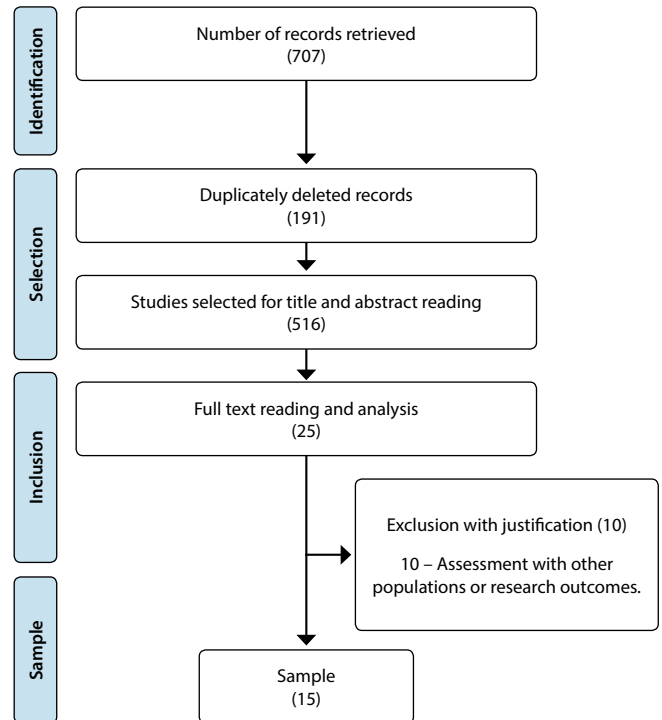 Identification
Number of records retrieved
(707)
Selection
Duplicately deleted records
(191)
Studies selected for title and abstract reading
(516)
Inclusion
Full text reading and analysis
(25)
Exclusion with justification (10)
10 – Assessment with other
populations or research outcomes.
Sample
Sample
(15)